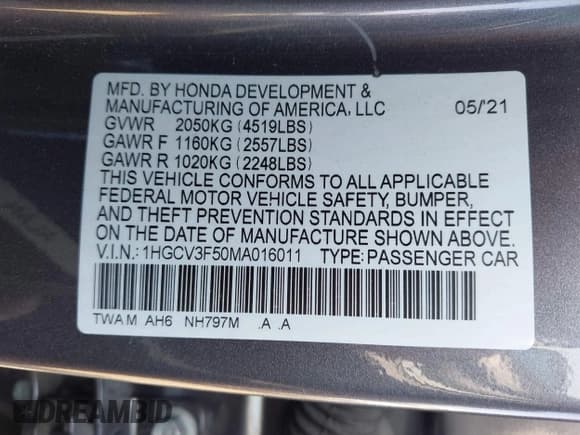 MFD. BY HONDA DEVELOPMENT &
MANUFACTURING OF AMERICA, LLC 05/'21
GVWR 2050KG (4519LBS)
GAWR F 1160KG (2557LBS)
GAWR R 1020KG (2248LBS)
THIS VEHICLE CONFORMS TO ALL APPLICABLE
FEDERAL MOTOR VEHICLE SAFETY, BUMPER,
AND THEFT PREVENTION STANDARDS IN EFFECT
ON THE DATE OF MANUFACTURE SHOWN ABOVE.
V.I.N.: 1HGCV3F50MA016011 TYPE: PASSENGER CAR
TWA M AH6 NH797M .A .A
DREAMBID